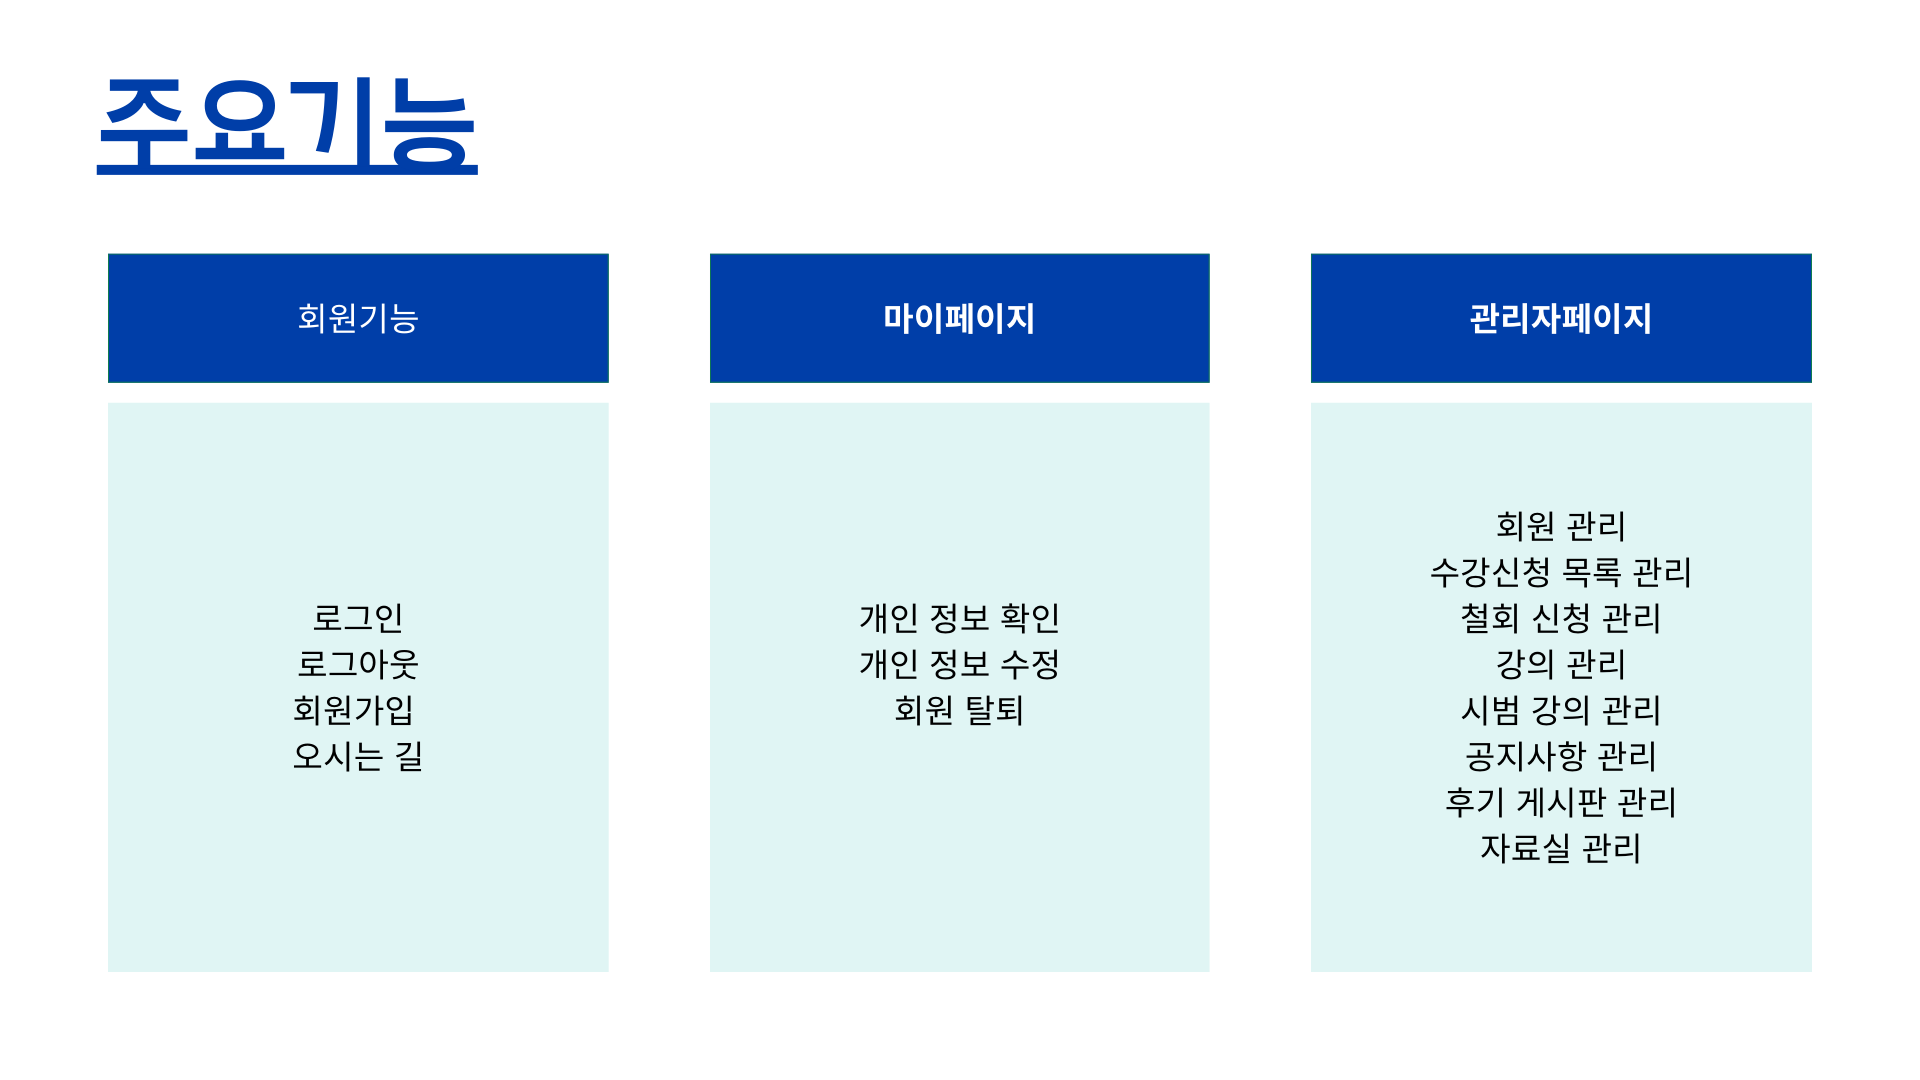 주요기능
회원기능
로그인
로그아웃
회원가입
오시는 길
마이페이지
개인 정보 확인
개인 정보 수정
회원 탈퇴
관리자페이지
회원 관리
수강신청 목록 관리
철회 신청 관리
강의 관리
시범 강의 관리
공지사항 관리
후기 게시판 관리
자료실 관리